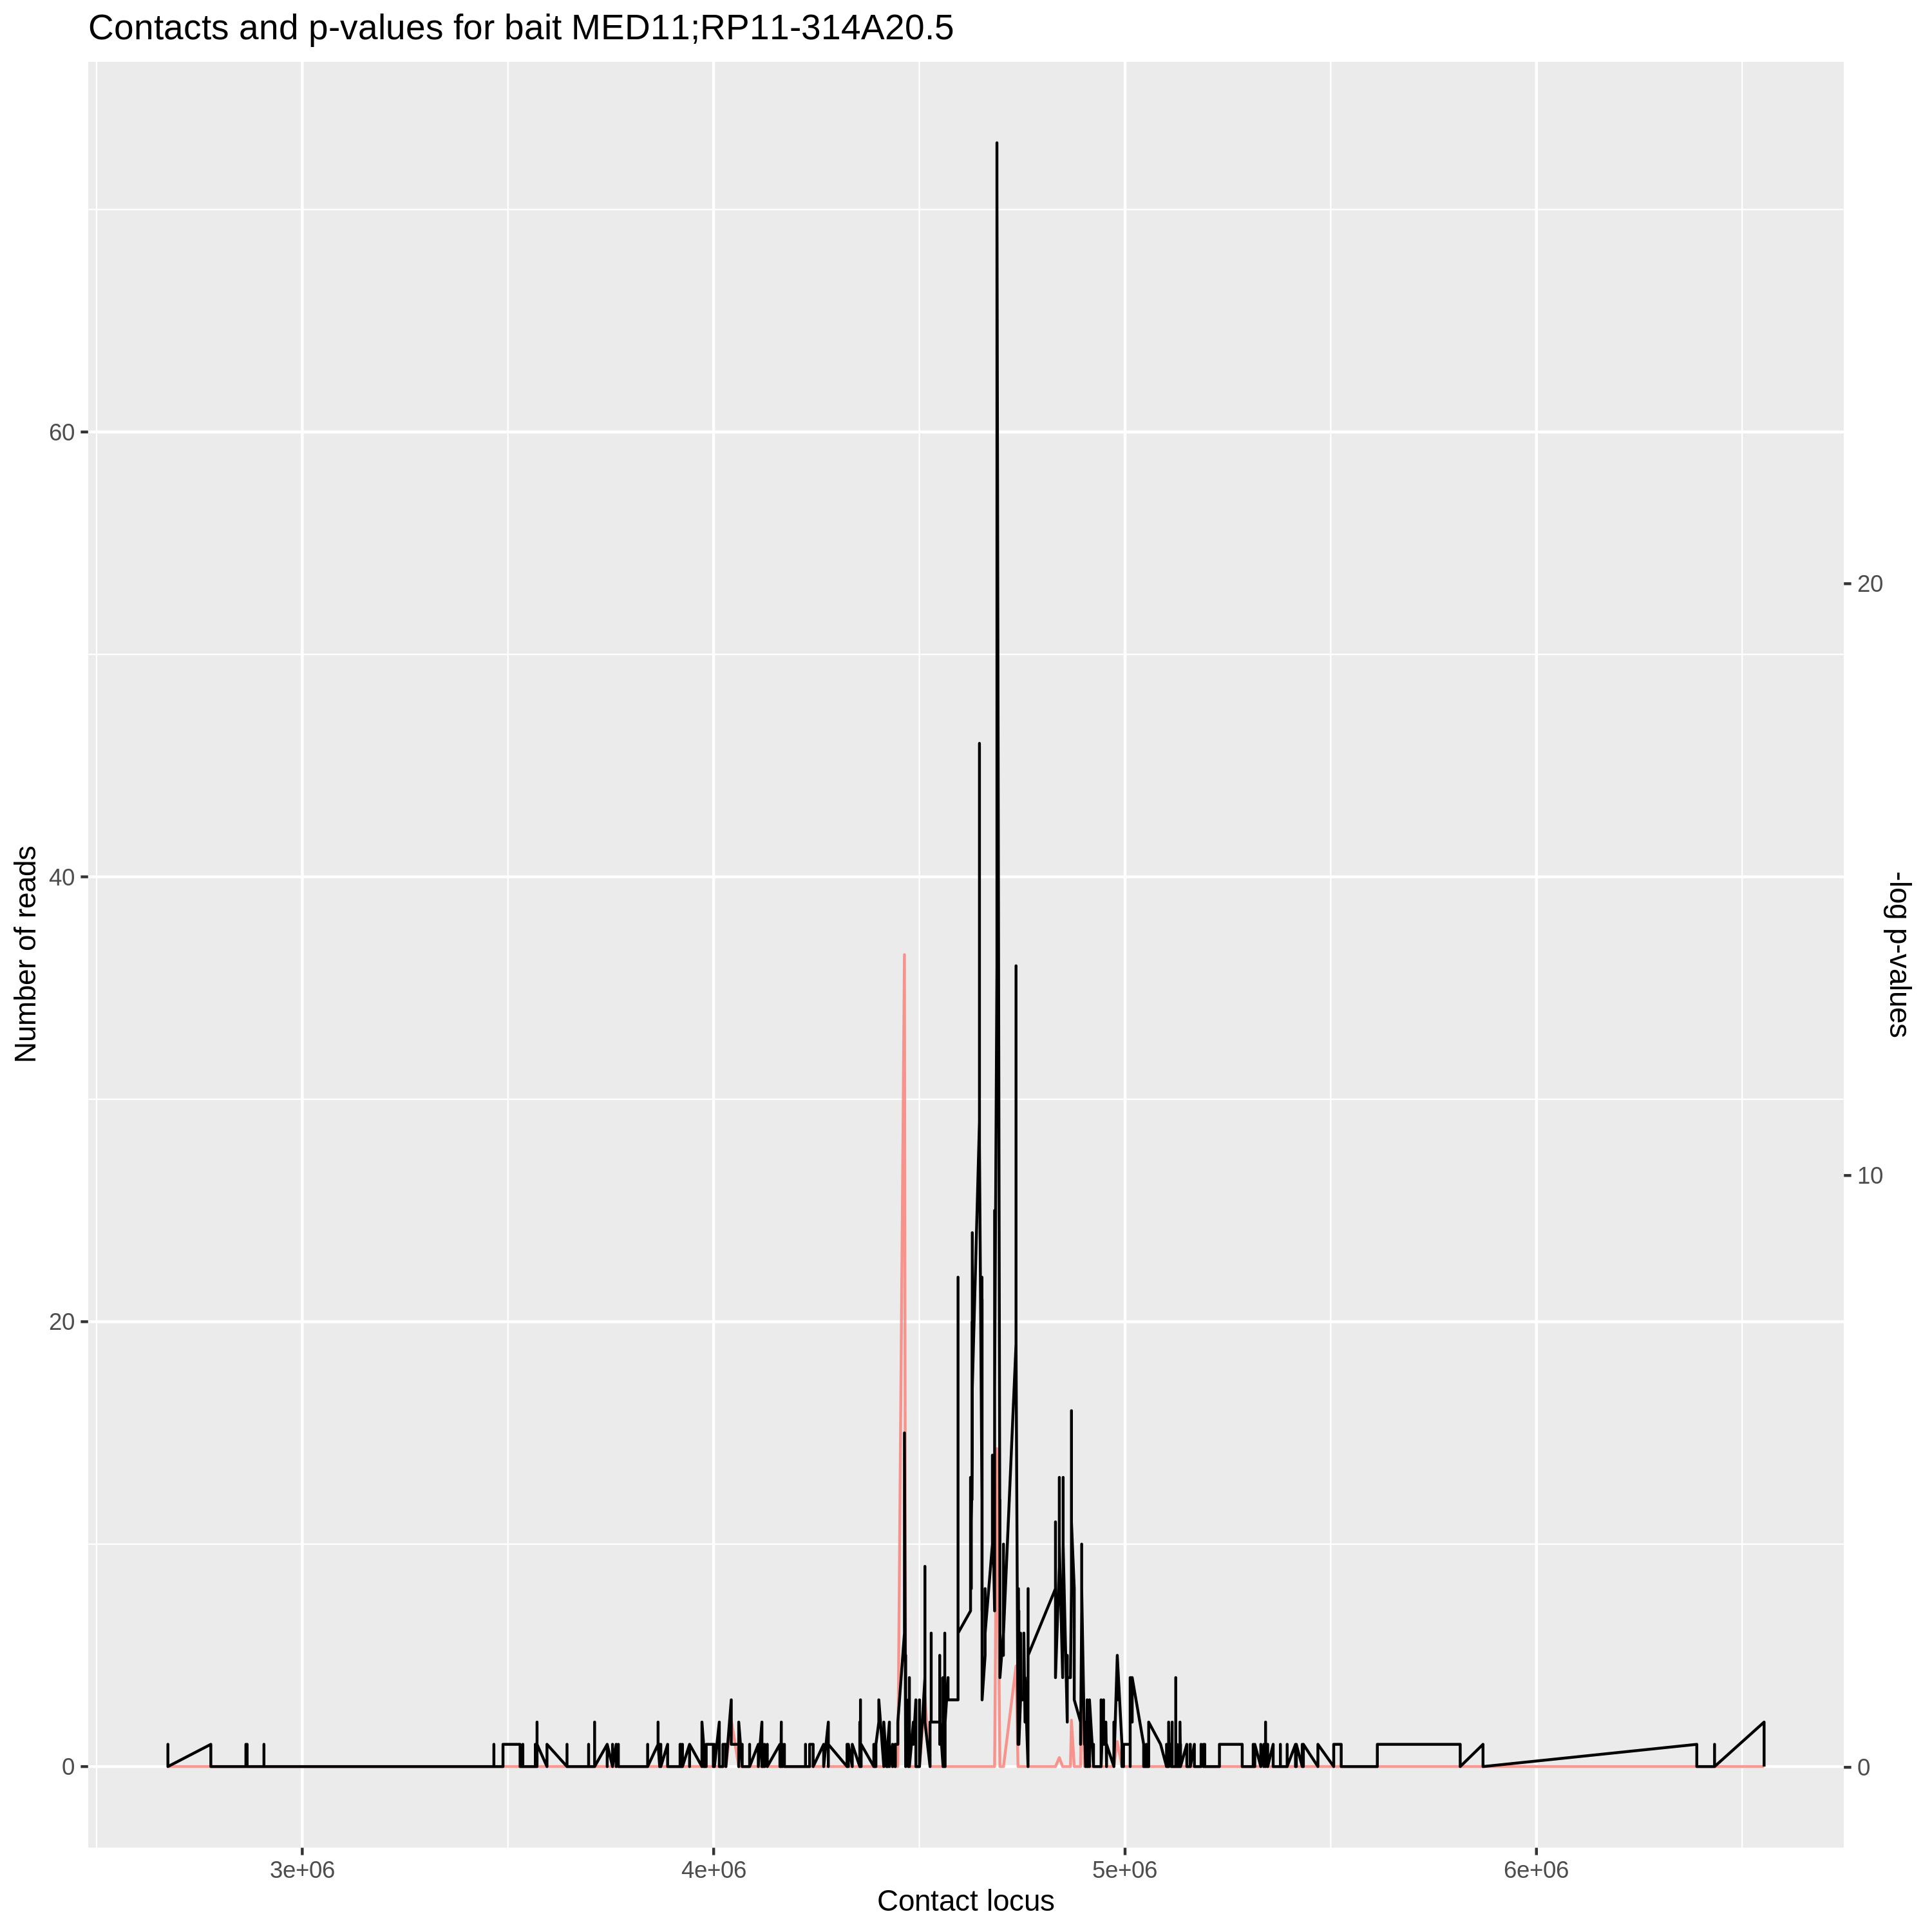 Contacts and p-values for bait MED11;RP11-314A20.5
60
40
20
0
Number of reads
20
10
0
-log p-values
3e+06
4e+06
5e+06
6e+06
Contact locus